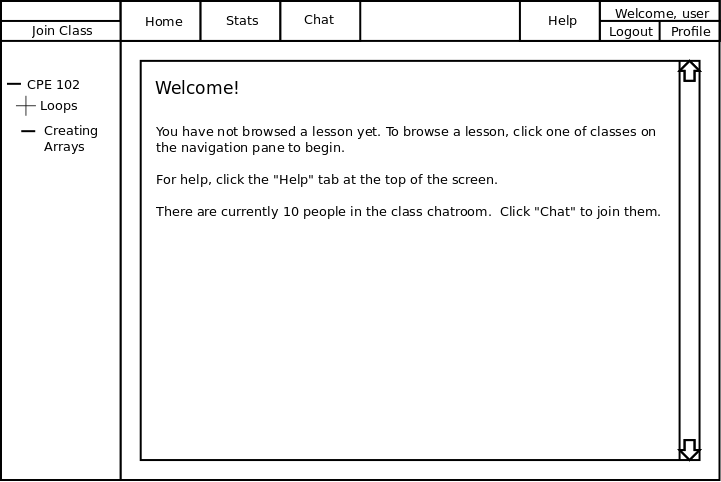 Join Class
Home
Stats
Chat
Help
Welcome, user
Logout
Profile
CPE 102
Loops
Creating
Arrays
Welcome!
You have not browsed a lesson yet. To browse a lesson, click one of classes on
the navigation pane to begin.
For help, click the "Help" tab at the top of the screen.
There are currently 10 people in the class chatroom.  Click "Chat" to join them.